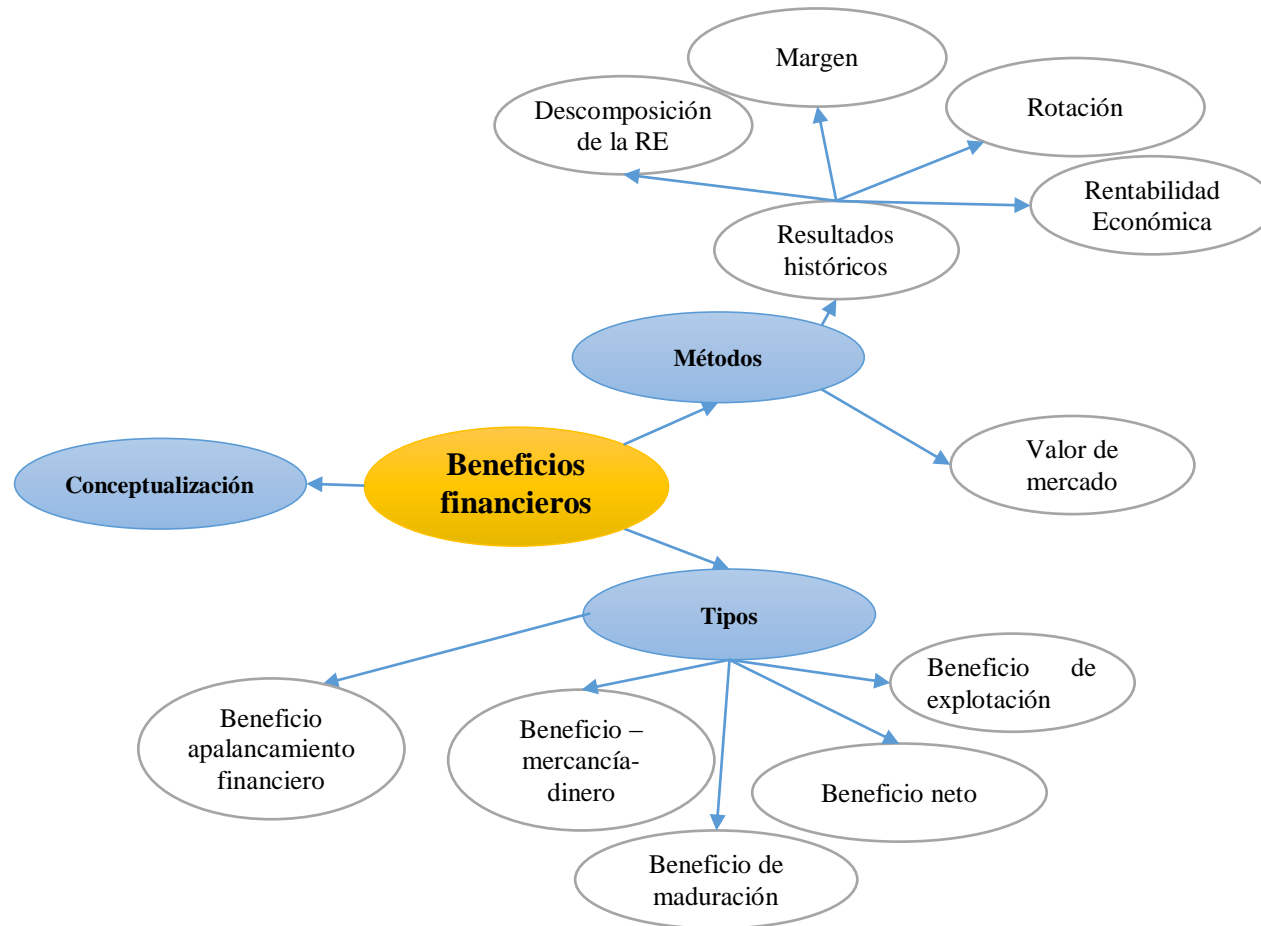 Margen
Descomposición
de la RE
Rotación
Rentabilidad
Económica
Resultados
históricos
Métodos
Valor de
mercado
Beneficios
financieros
Conceptualización
Tipos
Beneficio de
explotación
Beneficio
apalancamiento
financiero
Beneficio –
mercancía-
dinero
Beneficio neto
Beneficio de
maduración